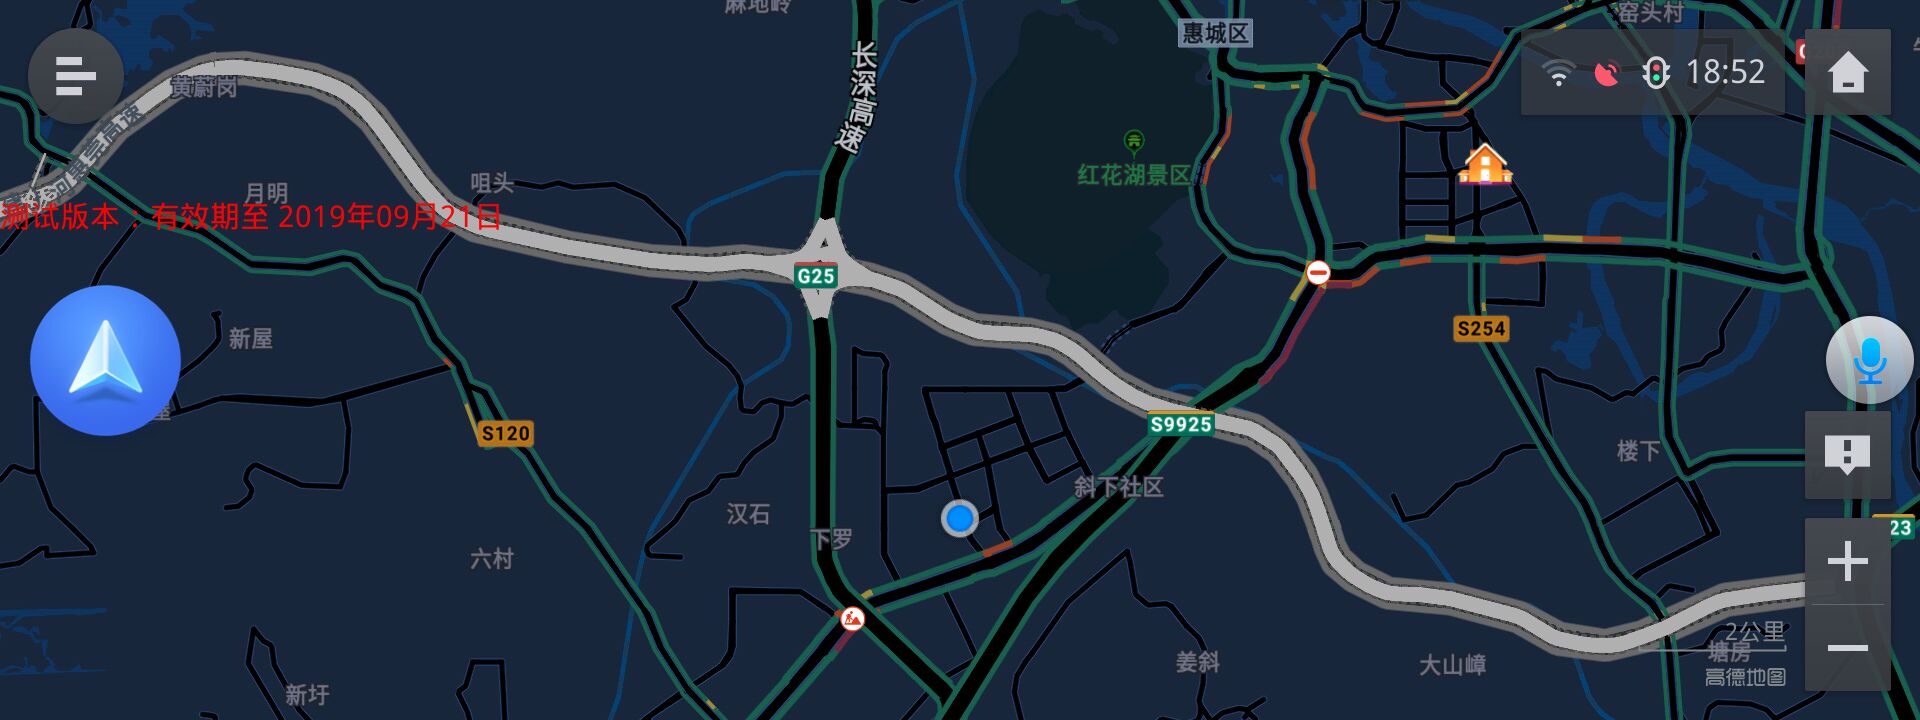 麻地岭
窑头村
惠城区
长深高速
18:52
黄蔚岗
红花湖景区
咀头
月明
测试版本：有效期至 2019年09月21日
G25
新屋
S254
S9925
S120
楼下
斜下社区
汉石
下罗
23
六村
2公里
塘房
姜斜
大山嶂
高德地图
新圩